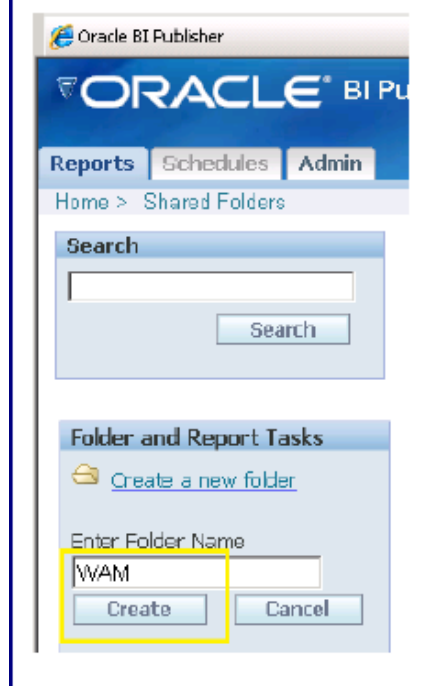 Oracle BI Publisher
ORACLE® BI Pu
Reports Schedules Admin
Home > Shared Folders
Search
Search
Folder and Report Tasks
Create a new folder
Enter Folder Name
WAM
Create Cancel